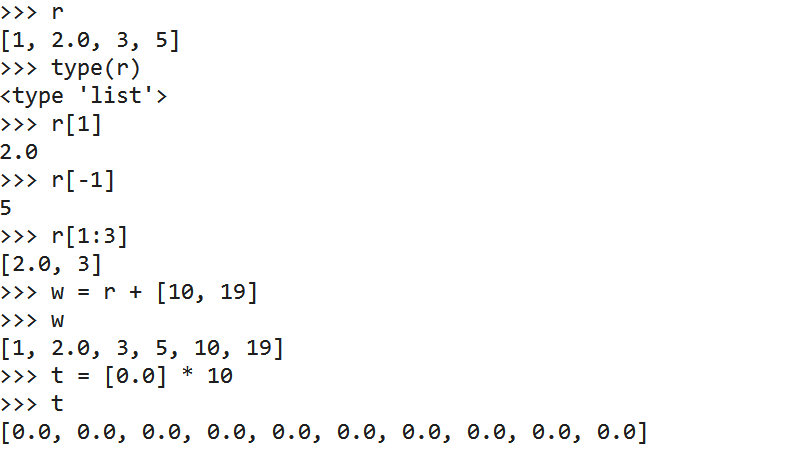 >>> r
[1, 2.0, 3, 5]
>>> type(r)
<type 'list'>
>>> r[1]
2.0
>>> r[-1]
5
>>> r[1:3]
[2.0, 3]
>>> w = r + [10, 19]
>>> w
[1, 2.0, 3, 5, 10, 19]
>>> t = [0.0] * 10
>>> t
[0.0, 0.0, 0.0, 0.0, 0.0, 0.0, 0.0, 0.0, 0.0, 0.0]